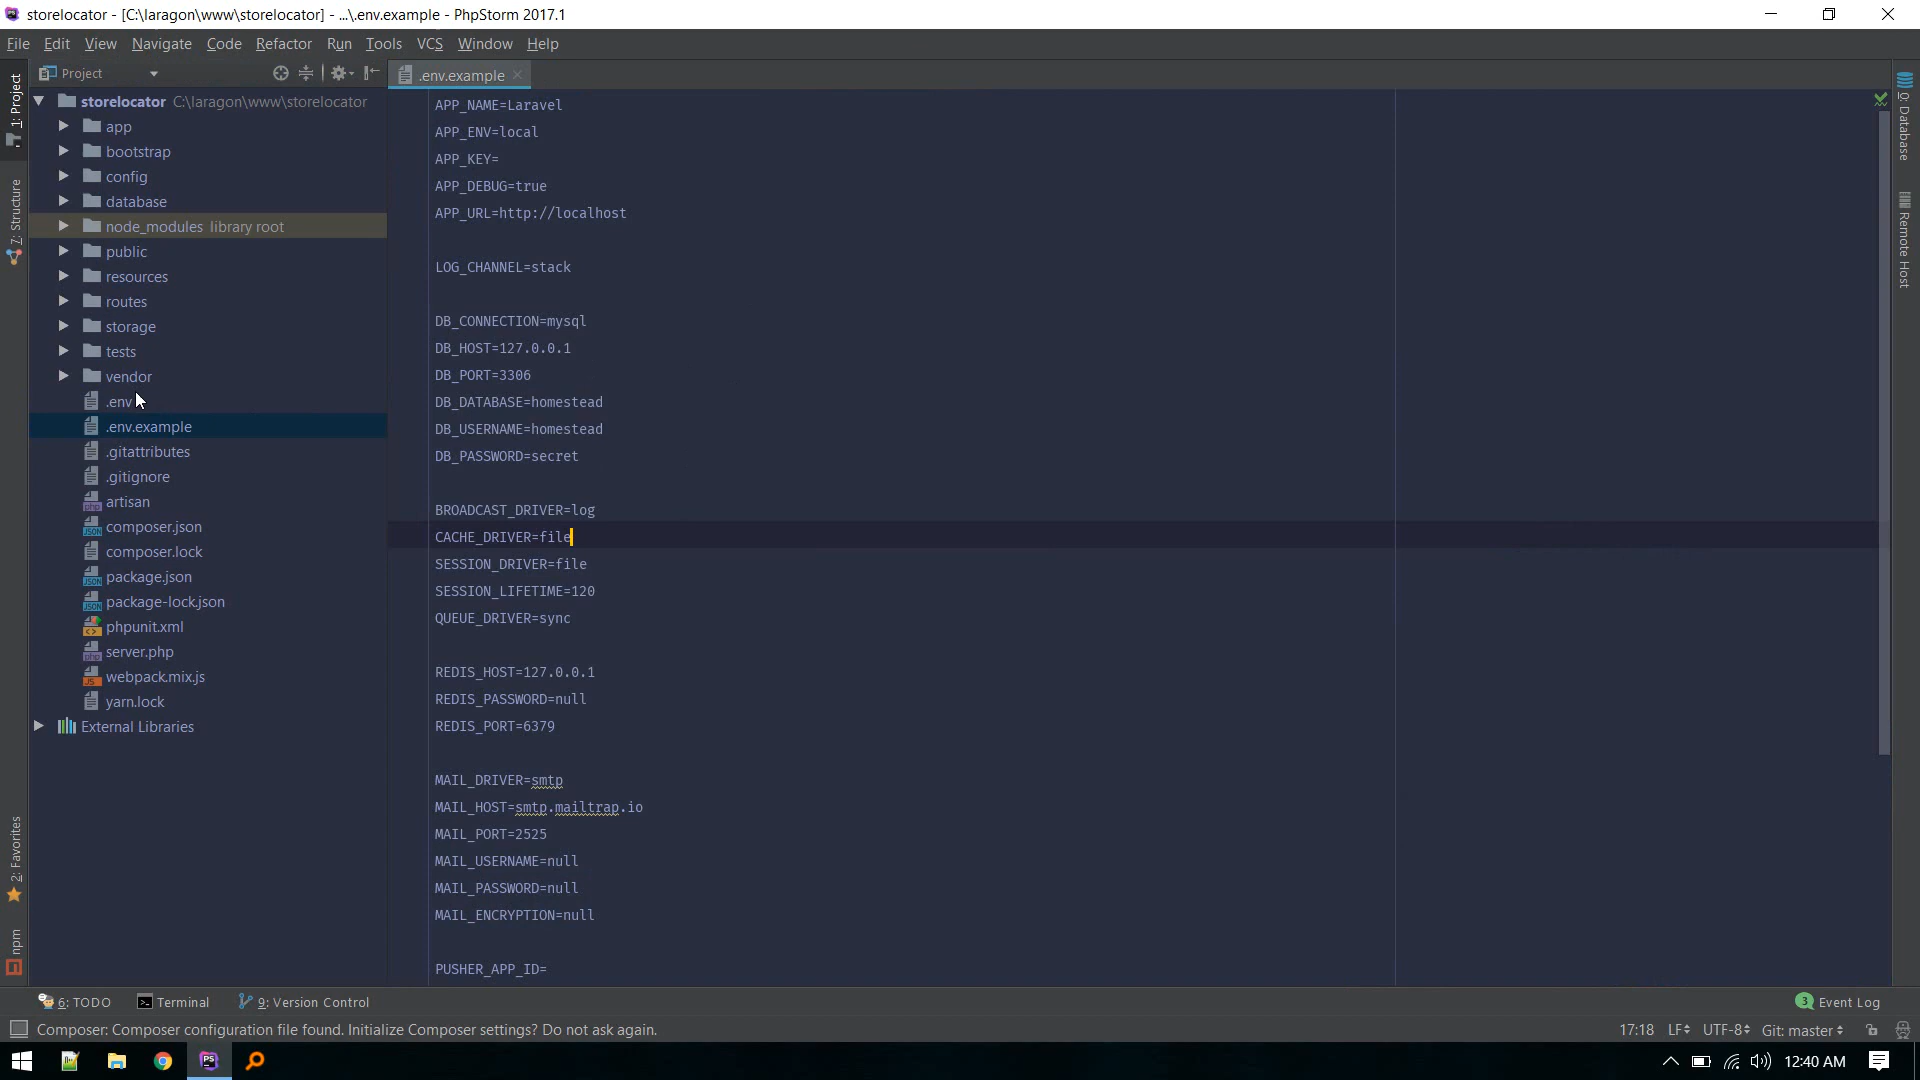 storelocator - [C:\laragon\www\storelocator] - ...\.env.example - PhpStorm 2017.1
File Edit View Navigate Code Refactor Run Tools VCS Window Help
Project
.env.example
1: Project
7: Structure
2: Favorites
npm
storelocator C:\laragon\www\storelocator
app
bootstrap
config
database
node_modules library root
public
resources
routes
storage
tests
vendor
.env
.env.example
.gitattributes
.gitignore
artisan
composer.json
composer.lock
package.json
package-lock.json
phpunit.xml
server.php
webpack.mix.js
yarn.lock
External Libraries
APP_NAME=Laravel
APP_ENV=local
APP_KEY=
APP_DEBUG=true
APP_URL=http://localhost
LOG_CHANNEL=stack
DB_CONNECTION=mysql
DB_HOST=127.0.0.1
DB_PORT=3306
DB_DATABASE=homestead
DB_USERNAME=homestead
DB_PASSWORD=secret
BROADCAST_DRIVER=log
CACHE_DRIVER=file
SESSION_DRIVER=file
SESSION_LIFETIME=120
QUEUE_DRIVER=sync
REDIS_HOST=127.0.0.1
REDIS_PASSWORD=null
REDIS_PORT=6379
MAIL_DRIVER=smtp
MAIL_HOST=smtp.mailtrap.io
MAIL_PORT=2525
MAIL_USERNAME=null
MAIL_PASSWORD=null
MAIL_ENCRYPTION=null
PUSHER_APP_ID=
0: Database
Remote Host
6: TODO Terminal 9: Version Control
3 Event Log
Composer: Composer configuration file found. Initialize Composer settings? Do not ask again.
17:18 LF UTF-8 Git: master
12:40 AM